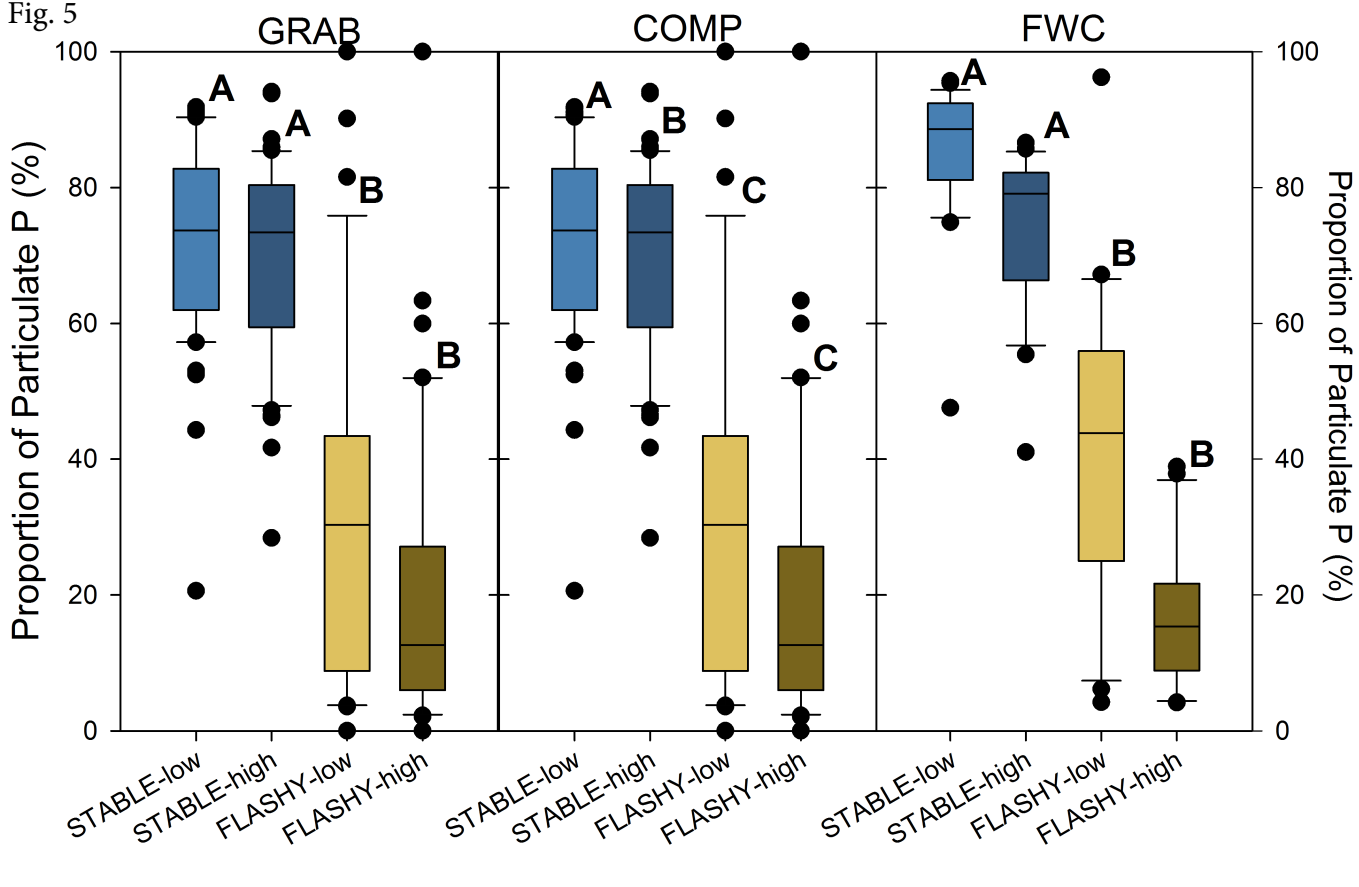 Fig. 5
GRAB COMP FWC
Proportion of Particulate P (%)
100
80
60
40
20
0
A A B B
A B C C
A A B B
100
80
60
40
20
0
Proportion of Particulate P (%)
STABLE-low STABLE-high FLASHY-low FLASHY-high
STABLE-low STABLE-high FLASHY-low FLASHY-high
STABLE-low STABLE-high FLASHY-low FLASHY-high